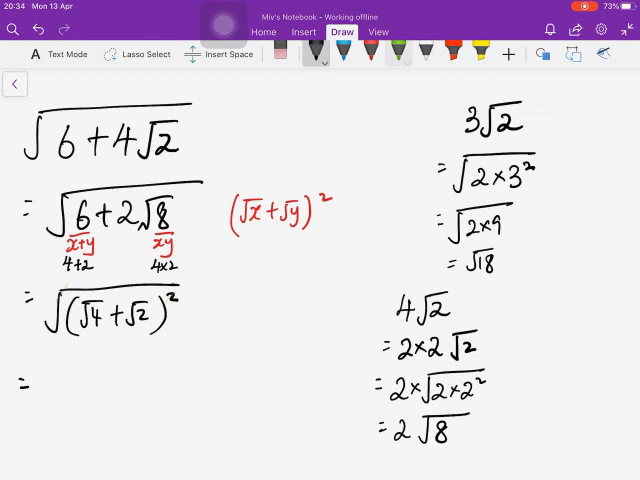 20:34 Mon 13 Apr
Miv's Notebook - Working offline
73%
Home Insert Draw View
A Text Mode Lasso Select Insert Space
√(6+4√2)
= √(6+2√8)
x+y xy
4+2 4×2
(√x+√y)²
= √((√4+√2)²)
=
3√2
= √(2×3²)
= √(2×9)
= √18
4√2
= 2×2√2
= 2×√(2×2²)
= 2√8